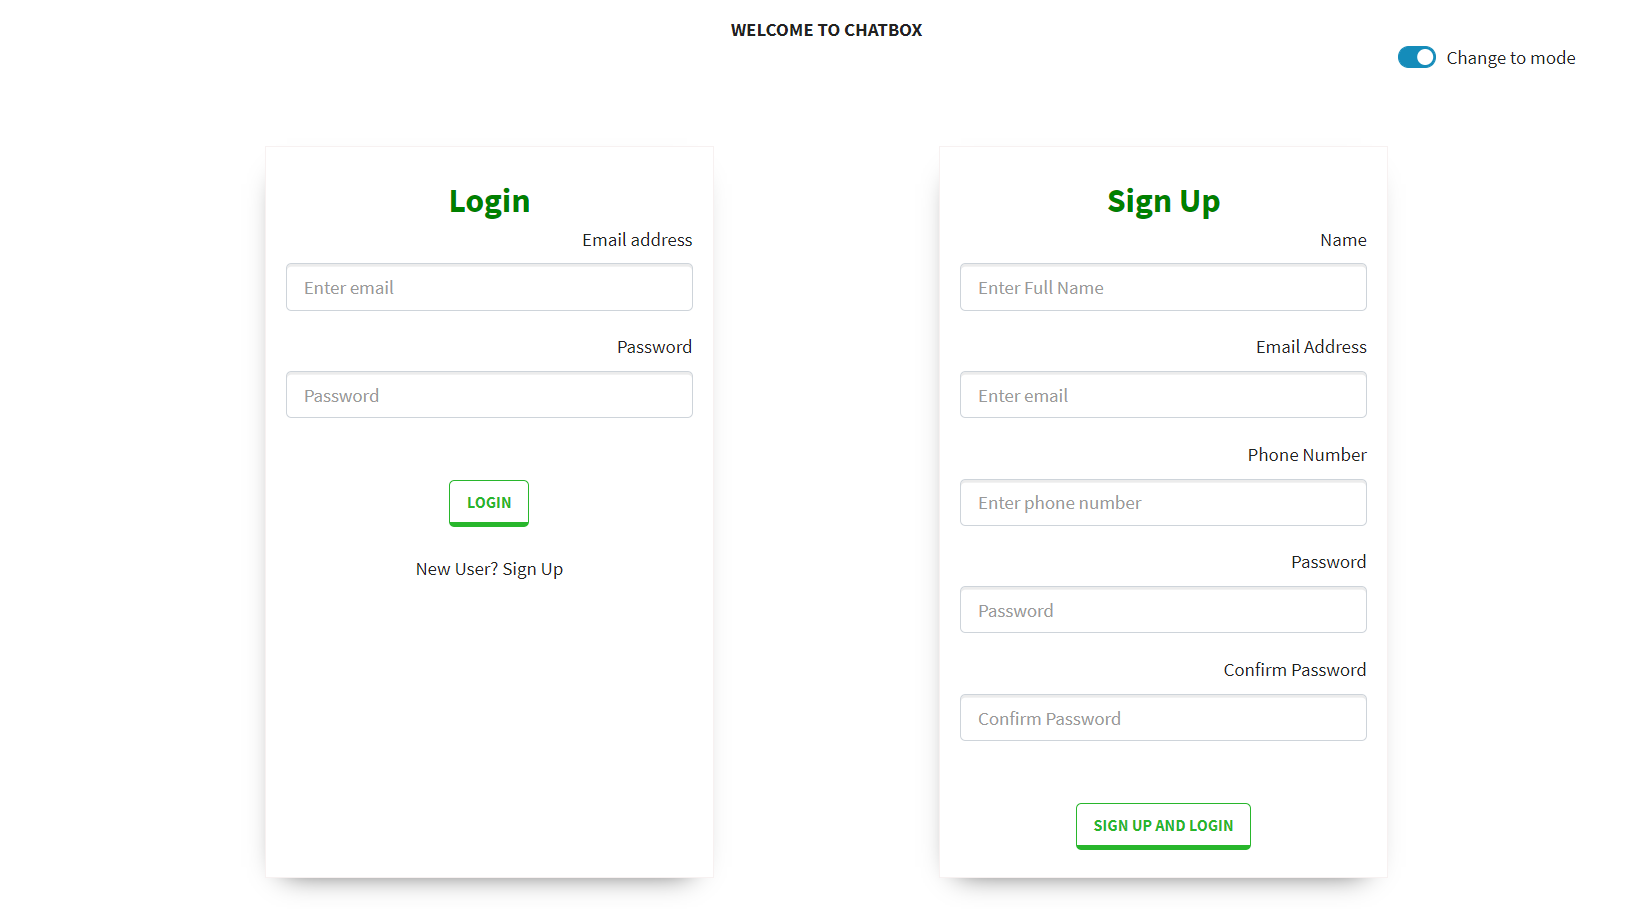 WELCOME TO CHATBOX
Change to mode
Login
Email address
Enter email
Password
Password
LOGIN
New User? Sign Up
Sign Up
Name
Enter Full Name
Email Address
Enter email
Phone Number
Enter phone number
Password
Password
Confirm Password
Confirm Password
SIGN UP AND LOGIN